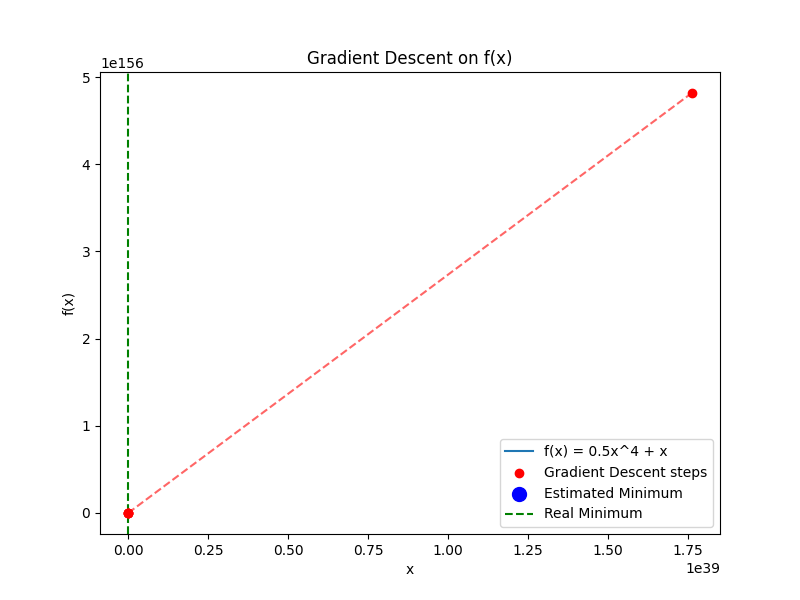 Gradient Descent on f(x)
1e156
5
4
3
2
1
0
f(x)
0.00 0.25 0.50 0.75 1.00 1.25 1.50 1.75
1e39
x
f(x) = 0.5x^4 + x
Gradient Descent steps
Estimated Minimum
Real Minimum